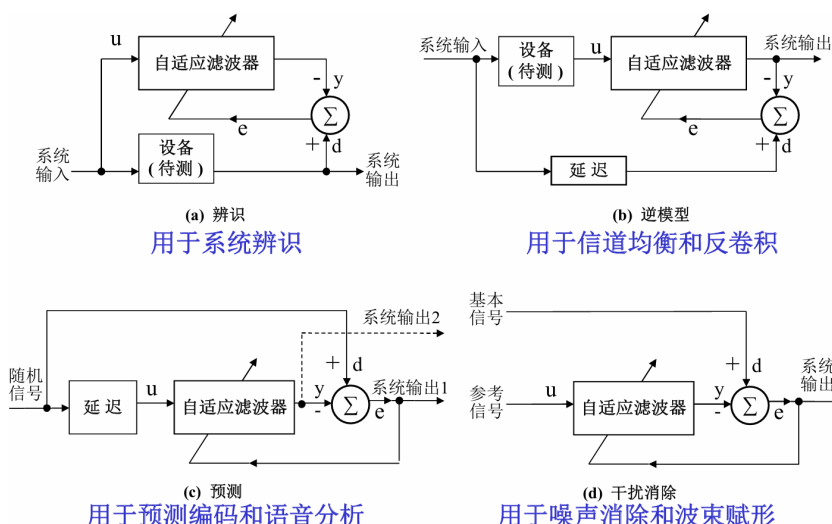 u
自适应滤波器
-
y
Σ
e
+
d
设备
(待测)
系统
输入
系统
输出
(a) 辨识
用于系统辨识
系统输入
设备
(待测)
u
自适应滤波器
系统输出
-
y
Σ
e
+
d
延迟
(b) 逆模型
用于信道均衡和反卷积
系统输出2
+
d
随机
信号
延迟
u
自适应滤波器
y
-
Σ
e
系统输出1
(c) 预测
用于预测编码和语音分析
基本
信号
+
d
参考
信号
u
自适应滤波器
y
-
Σ
e
系统
输出
(d) 干扰消除
用于噪声消除和波束赋形